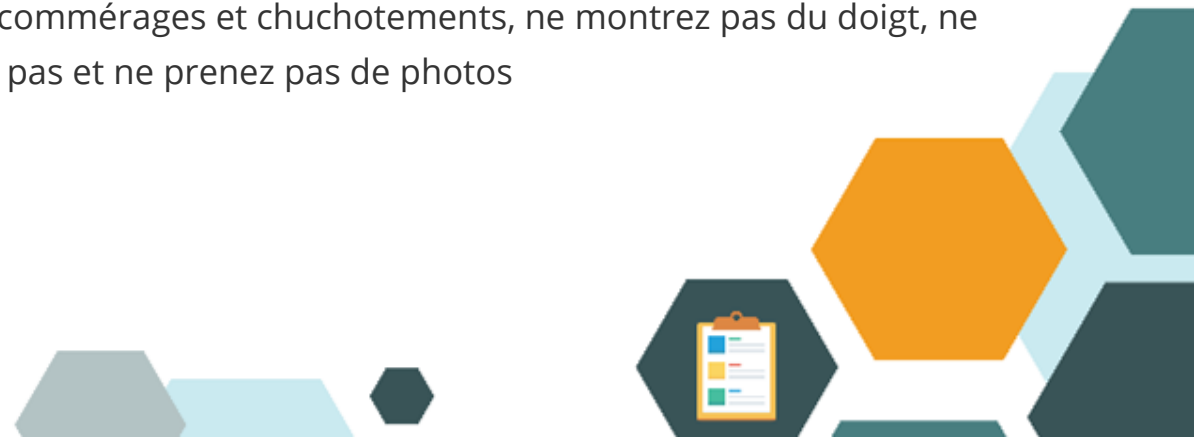 commérages et chuchotements, ne montrez pas du doigt, ne
pas et ne prenez pas de photos